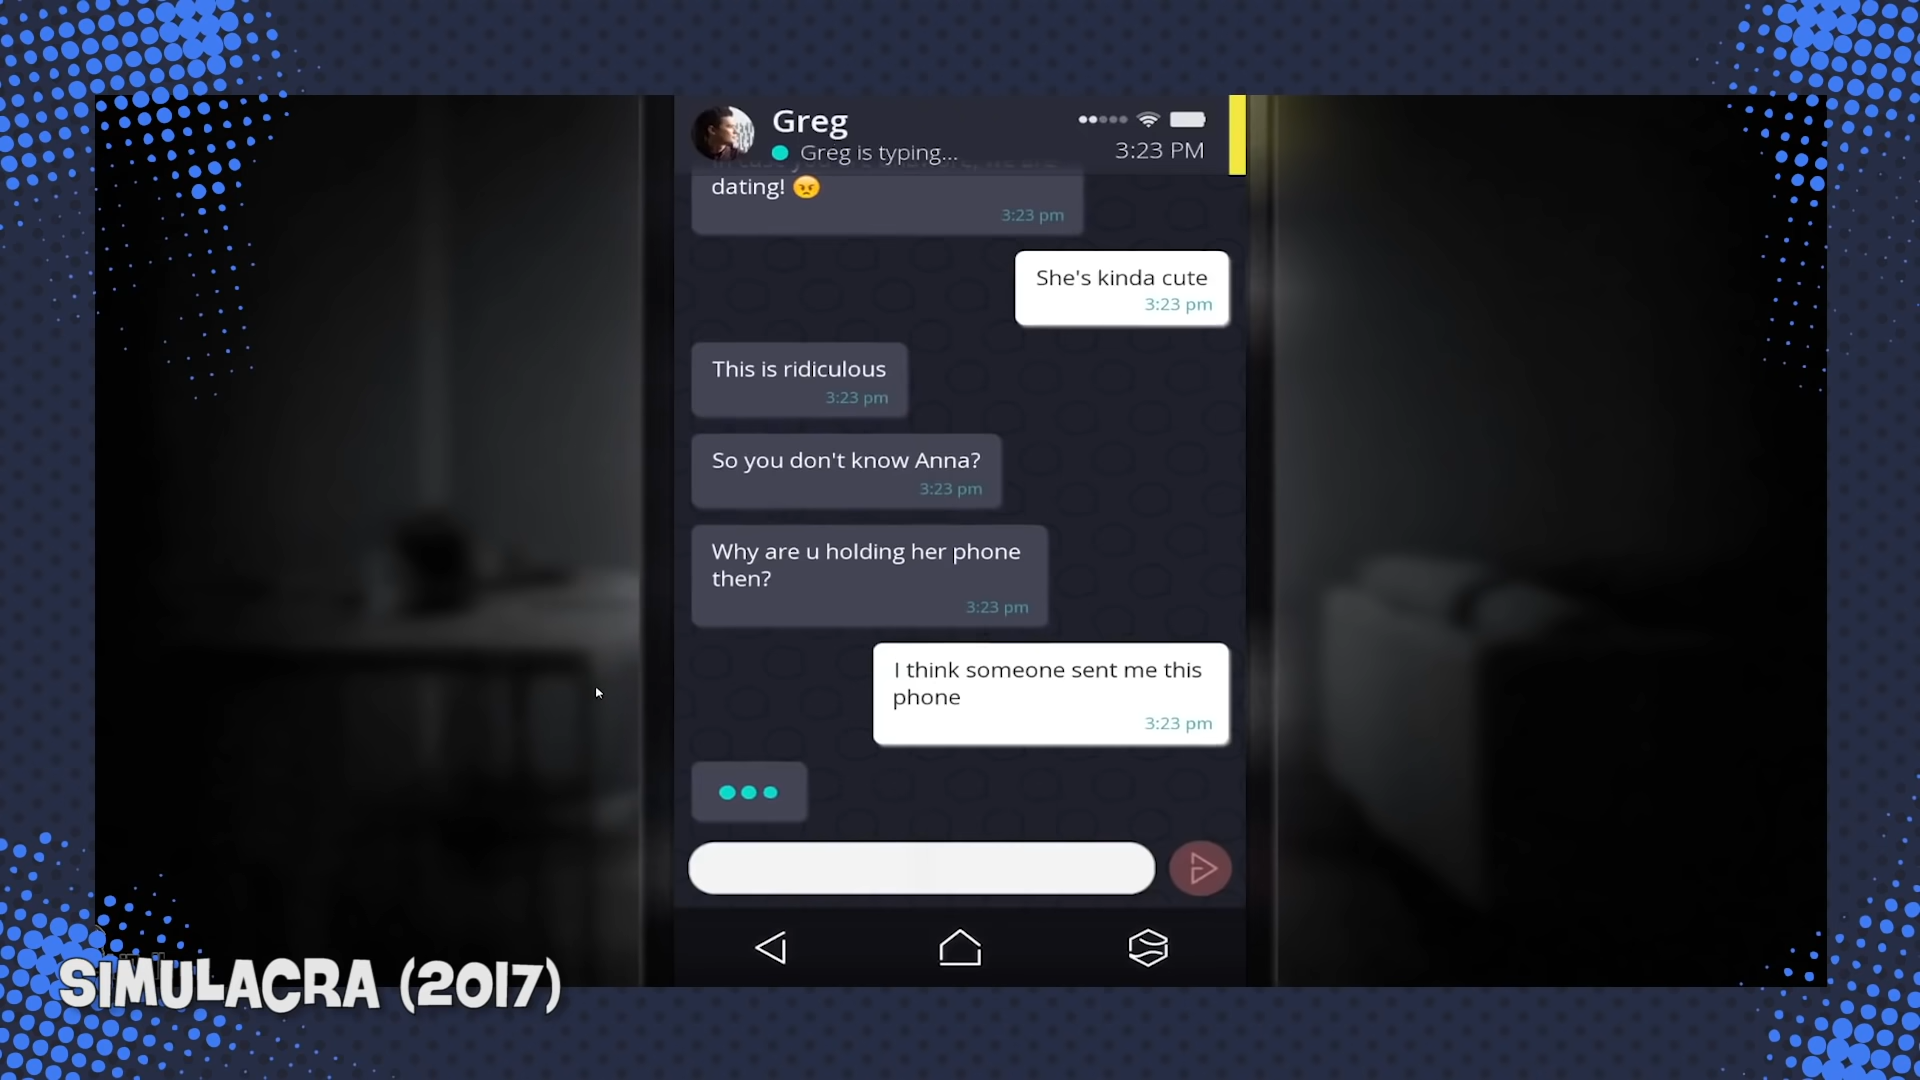 Greg
Greg is typing...
3:23 PM
dating! 😠
3:23 pm
She's kinda cute
3:23 pm
This is ridiculous
3:23 pm
So you don't know Anna?
3:23 pm
Why are u holding her phone
then?
3:23 pm
I think someone sent me this
phone
3:23 pm
SIMULACRA (2017)